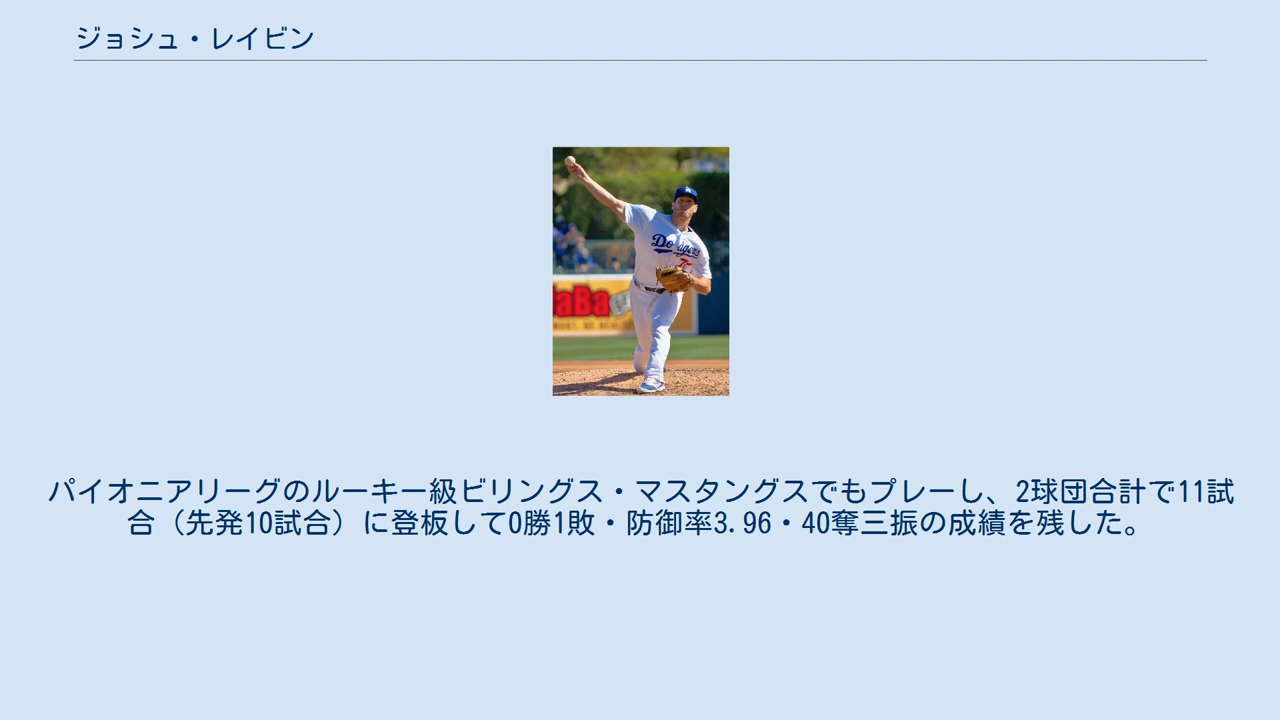 ジョシュ・レイビン
Dodgers
aBa
パイオニアリーグのルーキー級ビリングス・マスタングスでもプレーし、2球団合計で11試
合（先発10試合）に登板して0勝1敗・防御率3.96・40奪三振の成績を残した。